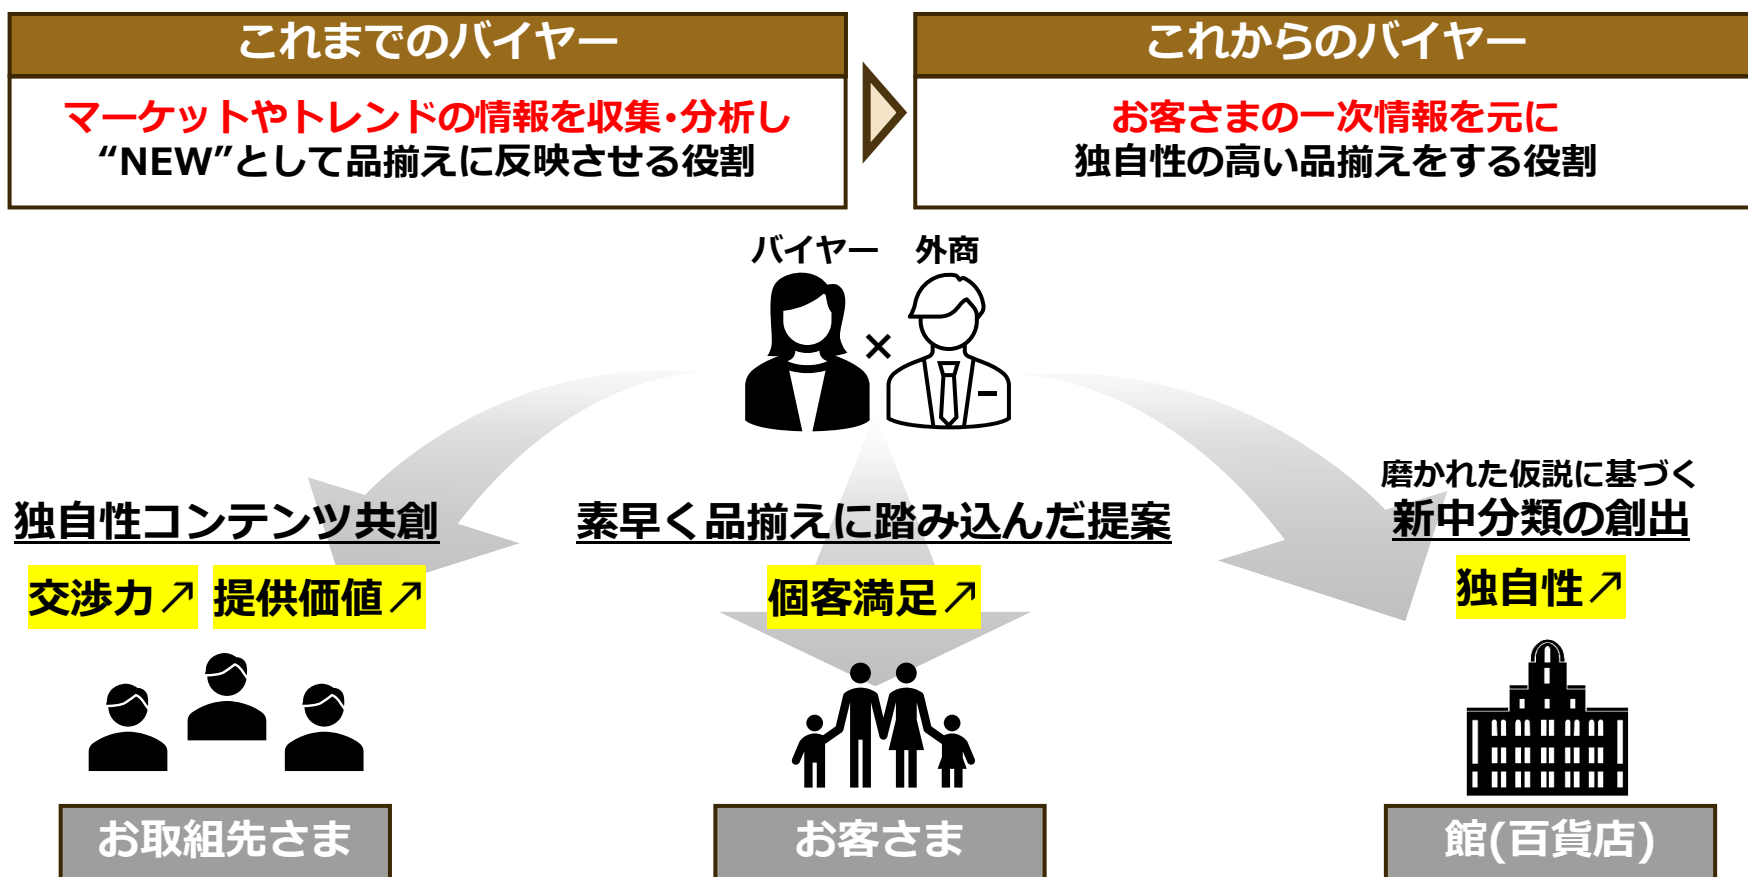 これまでのバイヤー
マーケットやトレンドの情報を収集・分析し
“NEW”として品揃えに反映させる役割
これからのバイヤー
お客さまの一次情報を元に
独自性の高い品揃えをする役割
バイヤー
外商
×
独自性コンテンツ共創
交渉力↗ 提供価値↗
お取組先さま
素早く品揃えに踏み込んだ提案
個客満足↗
お客さま
磨かれた仮説に基づく
新中分類の創出
独自性↗
館(百貨店)